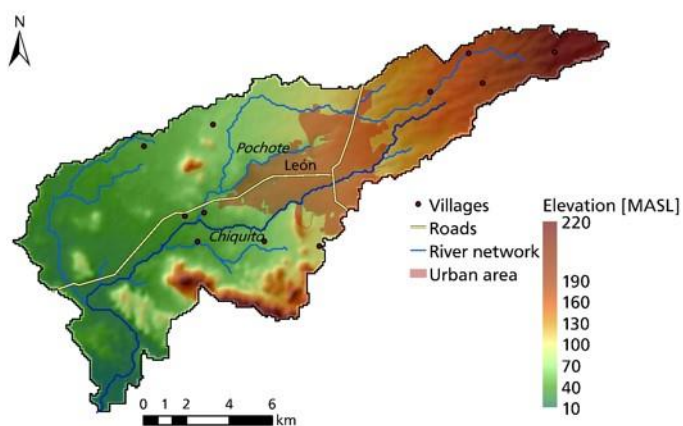 N
Pochote
León
Chiquito
Villages
Roads
River network
Urban area
Elevation [MASL]
220
190
160
130
100
70
40
10
0 1 2 4 6
km